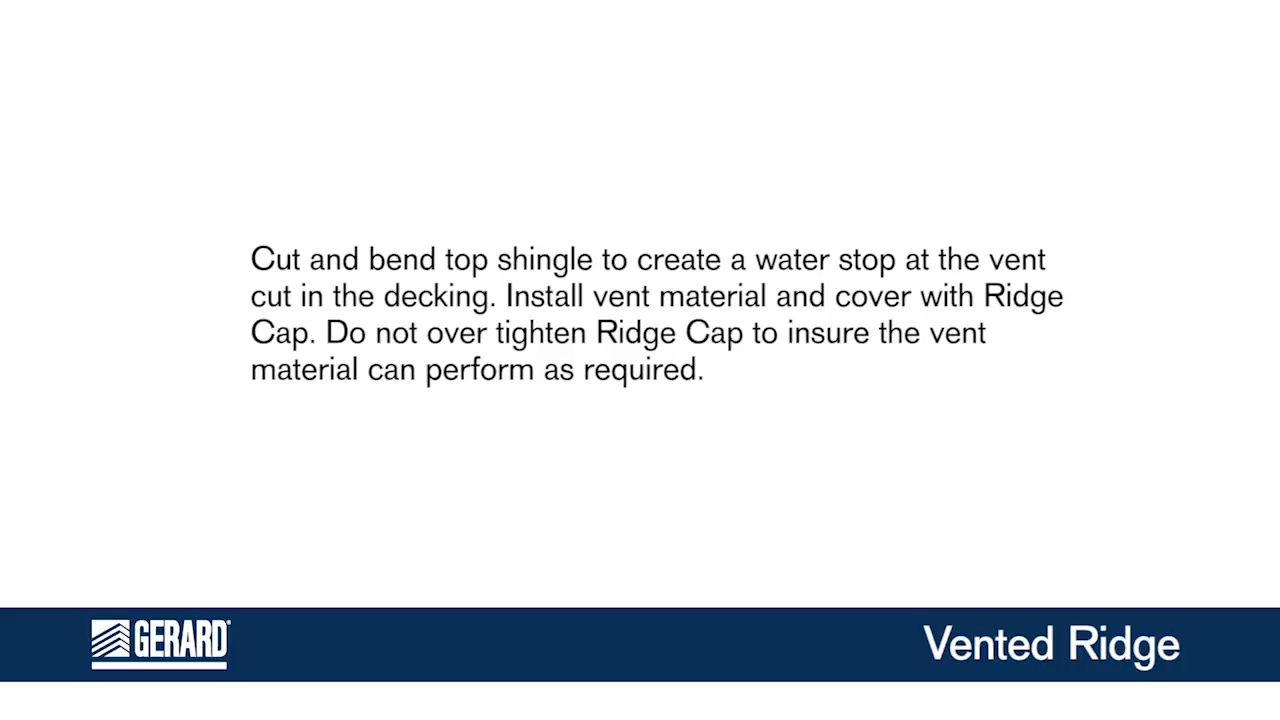 Cut and bend top shingle to create a water stop at the vent
cut in the decking. Install vent material and cover with Ridge
Cap. Do not over tighten Ridge Cap to insure the vent
material can perform as required.
GERARD®
Vented Ridge